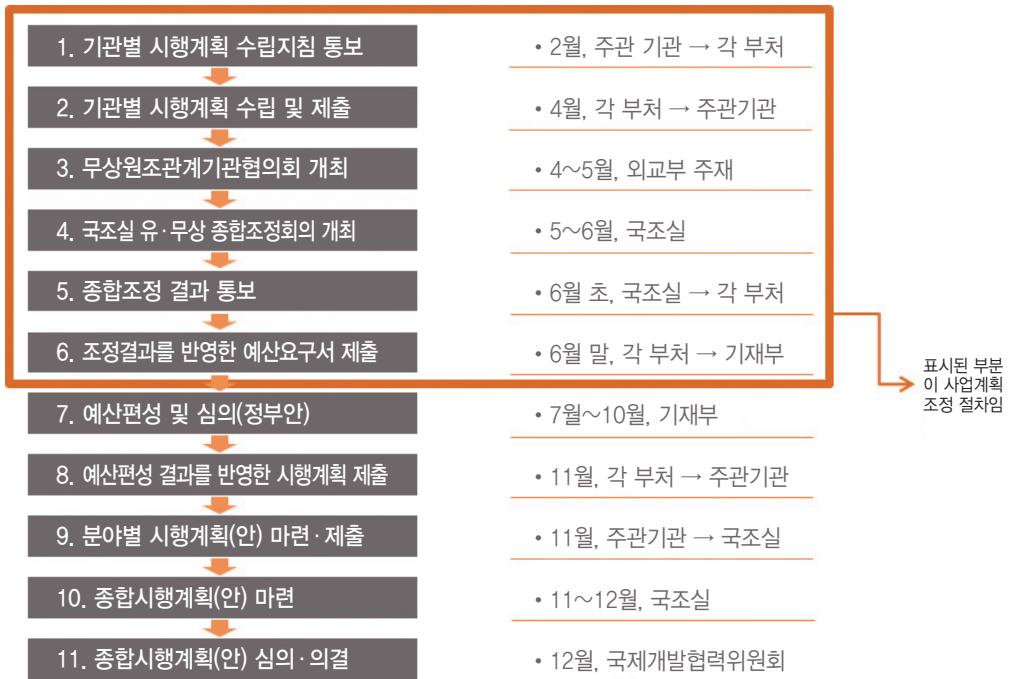 1. 기관별 시행계획 수립지침 통보
• 2월, 주관 기관 → 각 부처
2. 기관별 시행계획 수립 및 제출
• 4월, 각 부처 → 주관기관
3. 무상원조관계기관협의회 개최
• 4～5월, 외교부 주재
4. 국조실 유·무상 종합조정회의 개최
• 5～6월, 국조실
5. 종합조정 결과 통보
• 6월 초, 국조실 → 각 부처
6. 조정결과를 반영한 예산요구서 제출
• 6월 말, 각 부처 → 기재부
표시된 부분
이 사업계획
조정 절차임
7. 예산편성 및 심의(정부안)
• 7월～10월, 기재부
8. 예산편성 결과를 반영한 시행계획 제출
• 11월, 각 부처 → 주관기관
9. 분야별 시행계획(안) 마련·제출
• 11월, 주관기관 → 국조실
10. 종합시행계획(안) 마련
• 11～12월, 국조실
11. 종합시행계획(안) 심의·의결
• 12월, 국제개발협력위원회